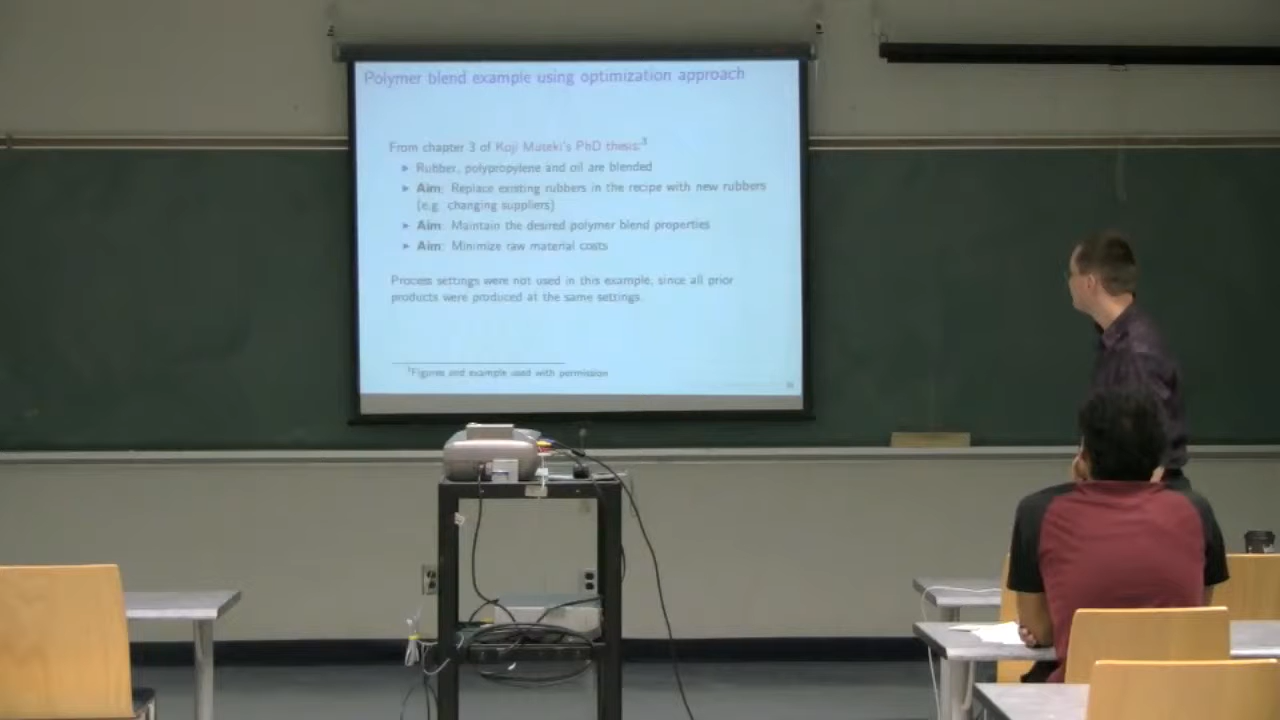 Polymer blend example using optimization approach
From chapter 3 of Koji Muteki's PhD thesis:³
► Rubber, polypropylene and oil are blended
► Aim: Replace existing rubbers in the recipe with new rubbers
(e.g. changing suppliers)
► Aim: Maintain the desired polymer blend properties
► Aim: Minimize raw material costs
Process settings were not used in this example, since all prior
products were produced at the same settings.
³Figures and example used with permission